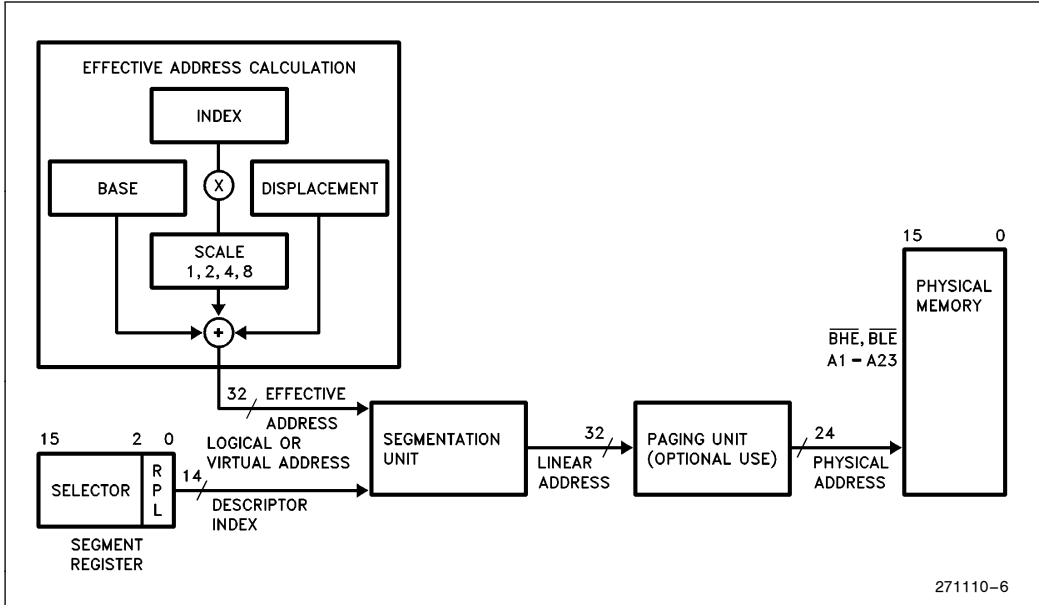 EFFECTIVE ADDRESS CALCULATION
INDEX
BASE
X
DISPLACEMENT
SCALE
1, 2, 4, 8
+
32 EFFECTIVE
ADDRESS
LOGICAL OR
VIRTUAL ADDRESS
15 2 0
SELECTOR
R
P
L
14
DESCRIPTOR
INDEX
SEGMENT
REGISTER
SEGMENTATION
UNIT
32
LINEAR
ADDRESS
PAGING UNIT
(OPTIONAL USE)
24
PHYSICAL
ADDRESS
15 0
PHYSICAL
MEMORY
B̅H̅E̅, B̅L̅E̅
A1 – A23
271110–6